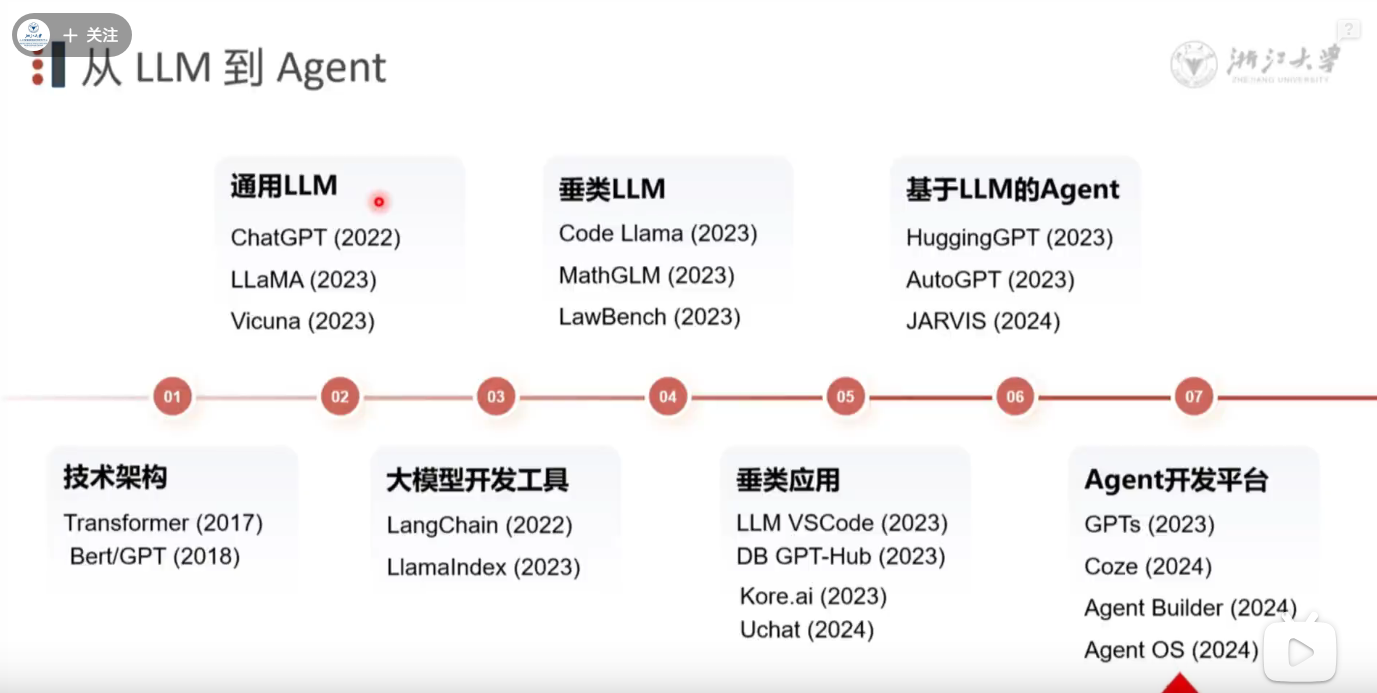 关注
从 LLM 到 Agent
浙江大学
ZHEJIANG UNIVERSITY
?
通用LLM
ChatGPT (2022)
LLaMA (2023)
Vicuna (2023)
垂类LLM
Code Llama (2023)
MathGLM (2023)
LawBench (2023)
基于LLM的Agent
HuggingGPT (2023)
AutoGPT (2023)
JARVIS (2024)
01
02
03
04
05
06
07
技术架构
Transformer (2017)
Bert/GPT (2018)
大模型开发工具
LangChain (2022)
LlamaIndex (2023)
垂类应用
LLM VSCode (2023)
DB GPT-Hub (2023)
Kore.ai (2023)
Uchat (2024)
Agent开发平台
GPTs (2023)
Coze (2024)
Agent Builder (2024)
Agent OS (2024)